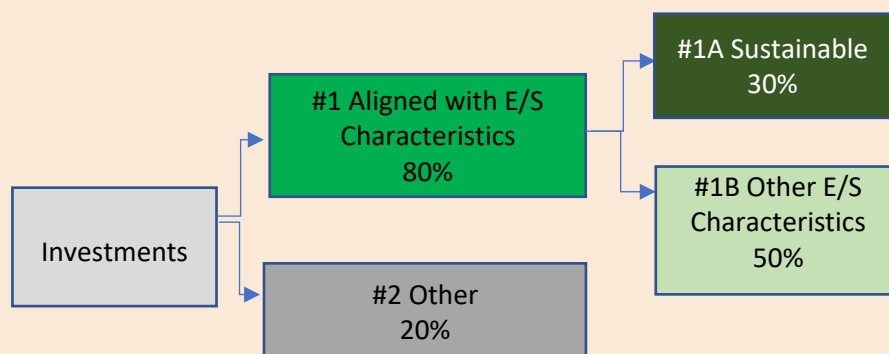 #1A Sustainable
30%
#1 Aligned with E/S
Characteristics
80%
#1B Other E/S
Characteristics
50%
Investments
#2 Other
20%